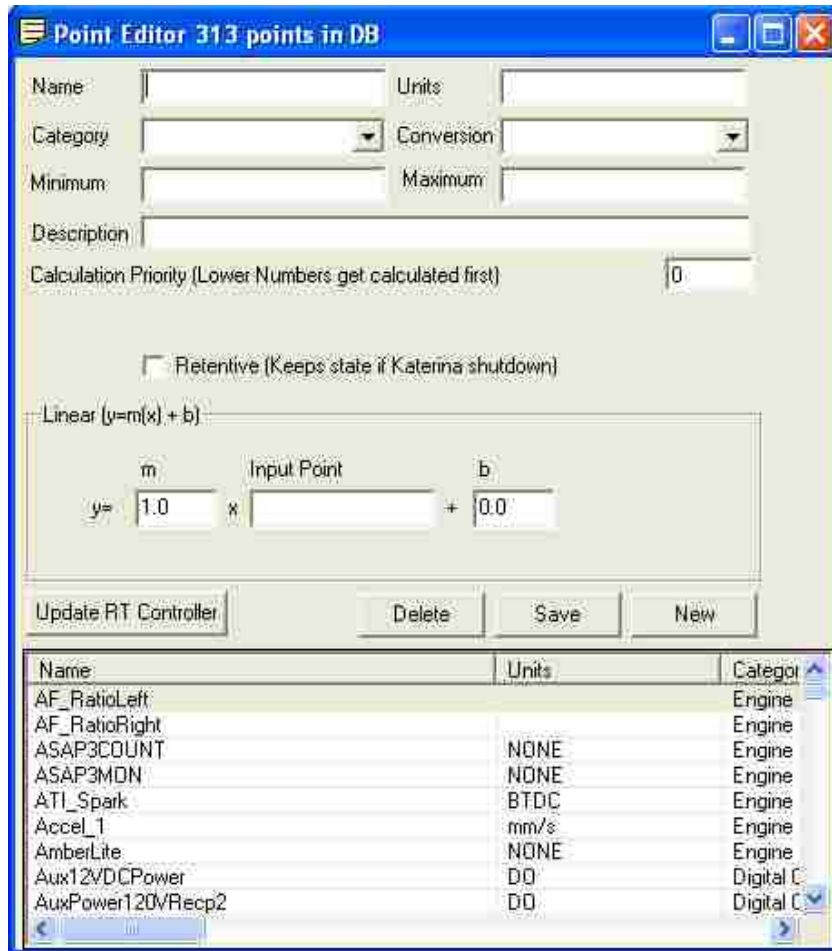 Point Editor 313 points in DB
Name Units
Category Conversion
Minimum Maximum
Description
Calculation Priority (Lower Numbers get calculated first) 0
Retentive (Keeps state if Katerina shutdown)
Linear (y=m(x) + b)
m Input Point b
y= 1.0 x + 0.0
Update RT Controller Delete Save New
Name Units Categor
AF_RatioLeft Engine
AF_RatioRight Engine
ASAP3COUNT NONE Engine
ASAP3MON NONE Engine
ATI_Spark BTDC Engine
Accel_1 mm/s Engine
AmberLite NONE Engine
Aux12VDCPower DO Digital C
AuxPower120VRecp2 DO Digital C